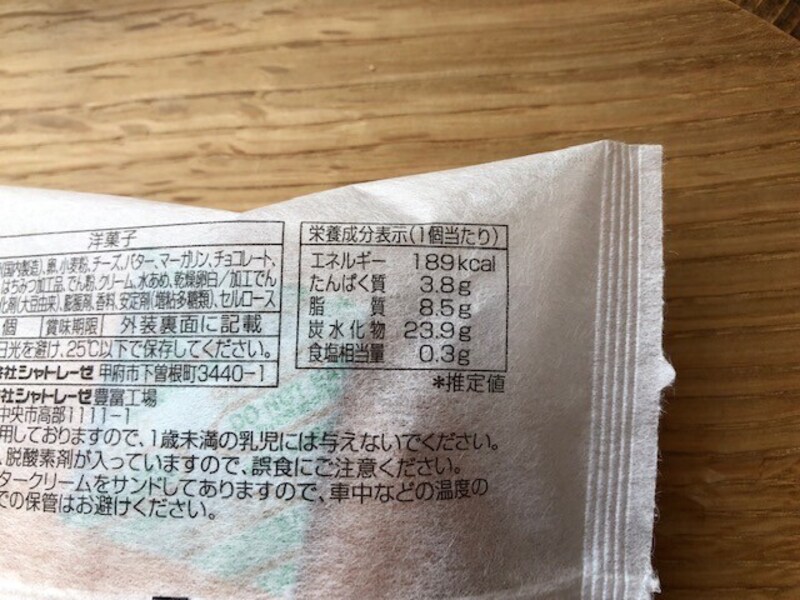 洋菓子
(国内製造)、卵、小麦粉、チーズ、バター、マーガリン、チョコレート、
はちみつ加工品、でん粉、クリーム、水あめ、乾燥卵白/加工でん
化剤(大豆由来)、膨脹剤、香料、安定剤(増粘多糖類)、セルロース
個 賞味期限 外装裏面に記載
日光を避け、25℃以下で保存してください。
会社シャトレーゼ 甲府市下曽根町3440-1
会社シャトレーゼ豊富工場
中央市高部1111-1
用しておりますので、1歳未満の乳児には与えないでください。
、脱酸素剤が入っていますので、誤食にご注意ください。
タークリームをサンドしてありますので、車中などの温度の
での保管はお避けください。
栄養成分表示(1個当たり)
エネルギー 189kcal
たんぱく質 3.8g
脂質 8.5g
炭水化物 23.9g
食塩相当量 0.3g
*推定値